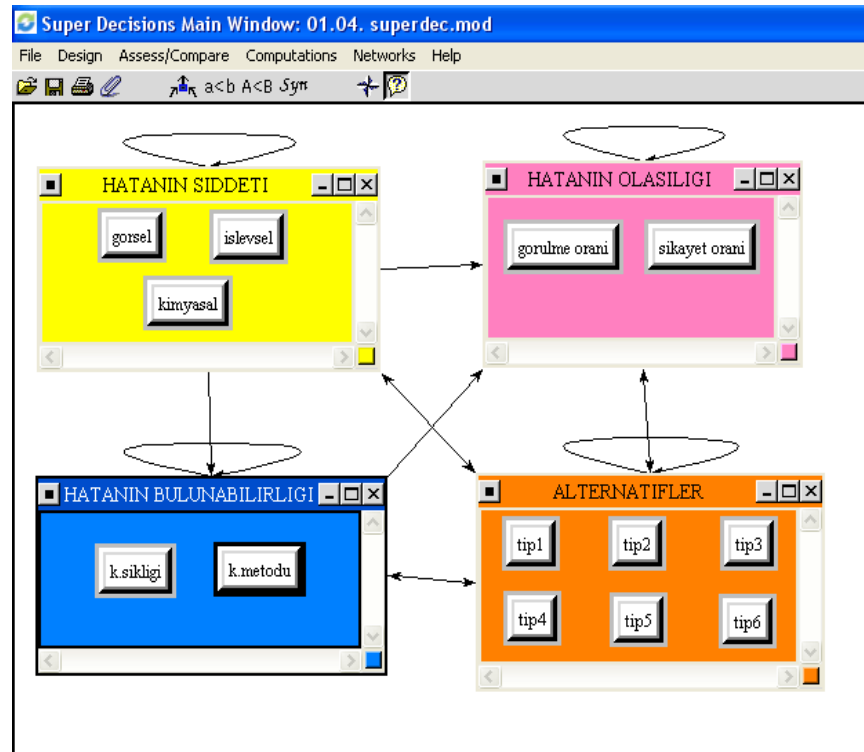 Super Decisions Main Window: 01.04. superdec.mod
File Design Assess/Compare Computations Networks Help
a<b A<B Syn
HATANIN SIDDETI
gorsel islevsel
kimyasal
HATANIN OLASILIGI
gorulme orani sikayet orani
HATANIN BULUNABILIRLIGI
k.sikligi k.metodu
ALTERNATIFLER
tip1 tip2 tip3
tip4 tip5 tip6